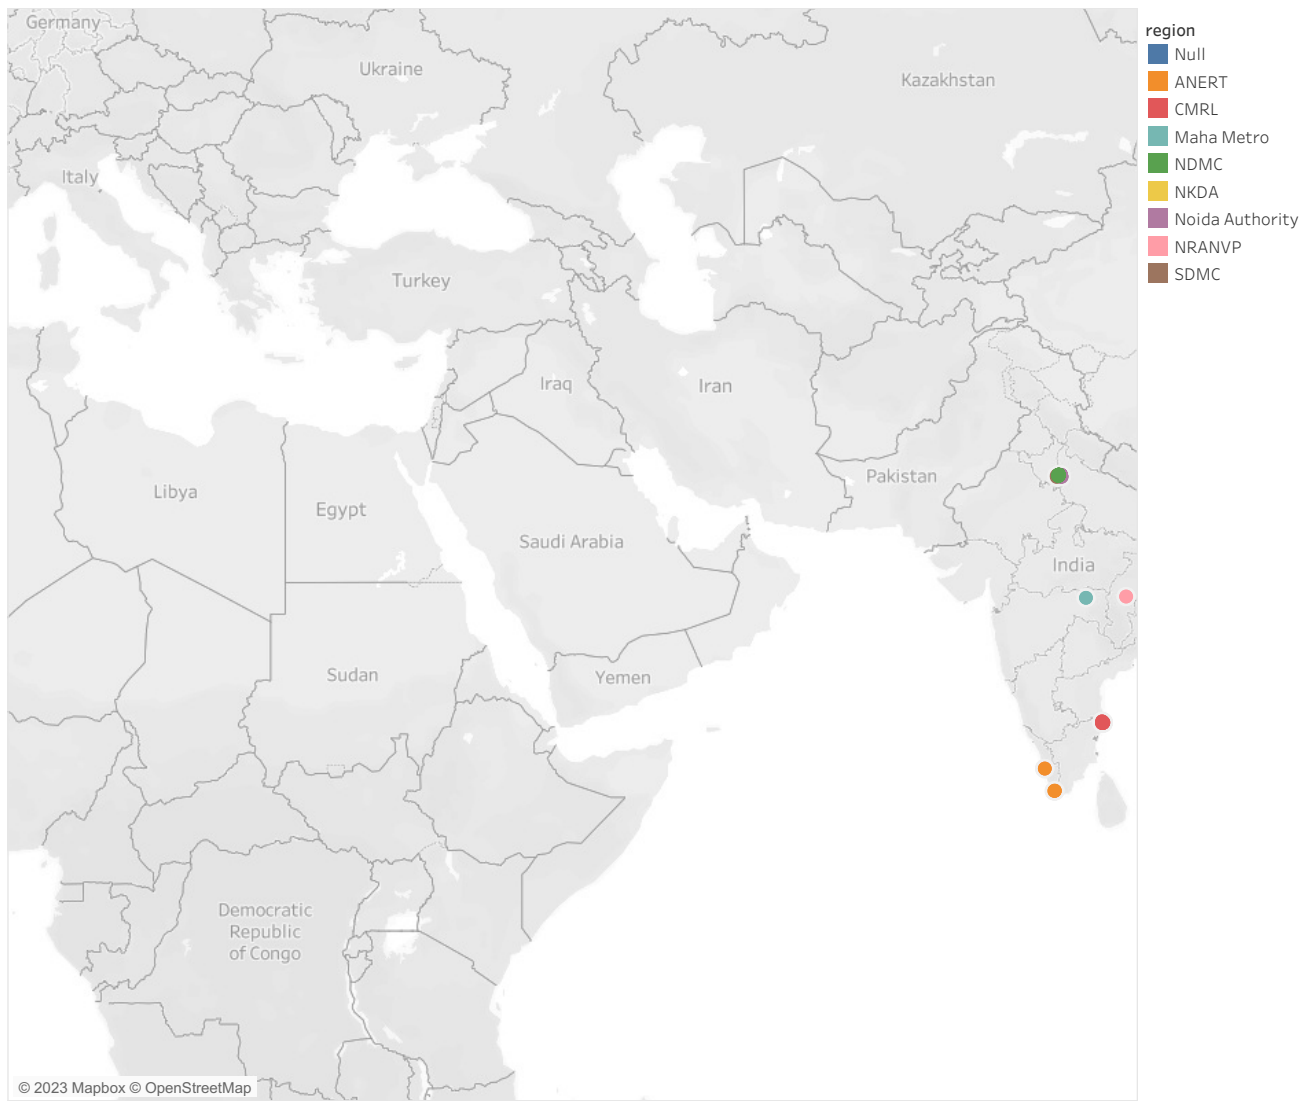 Germany
Ukraine
Kazakhstan
Italy
Turkey
Iraq
Iran
Pakistan
Libya
Egypt
Saudi Arabia
India
Sudan
Yemen
Democratic
Republic
of Congo
© 2023 Mapbox © OpenStreetMap
region
Null
ANERT
CMRL
Maha Metro
NDMC
NKDA
Noida Authority
NRANVP
SDMC